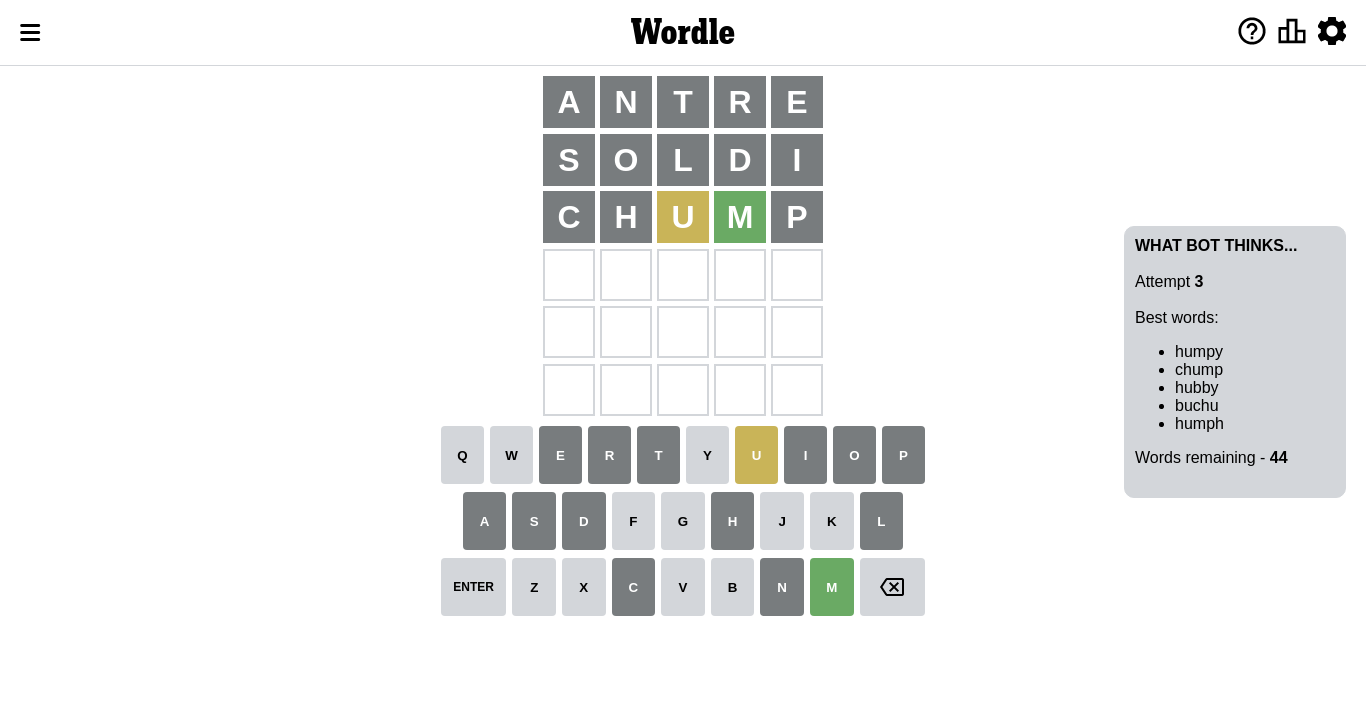 Wordle
A N T R E
S O L D I
C H U M P
WHAT BOT THINKS...
Attempt 3
Best words:
humpy
chump
hubby
buchu
humph
Words remaining - 44
Q W E R T Y U I O P
A S D F G H J K L
ENTER Z X C V B N M